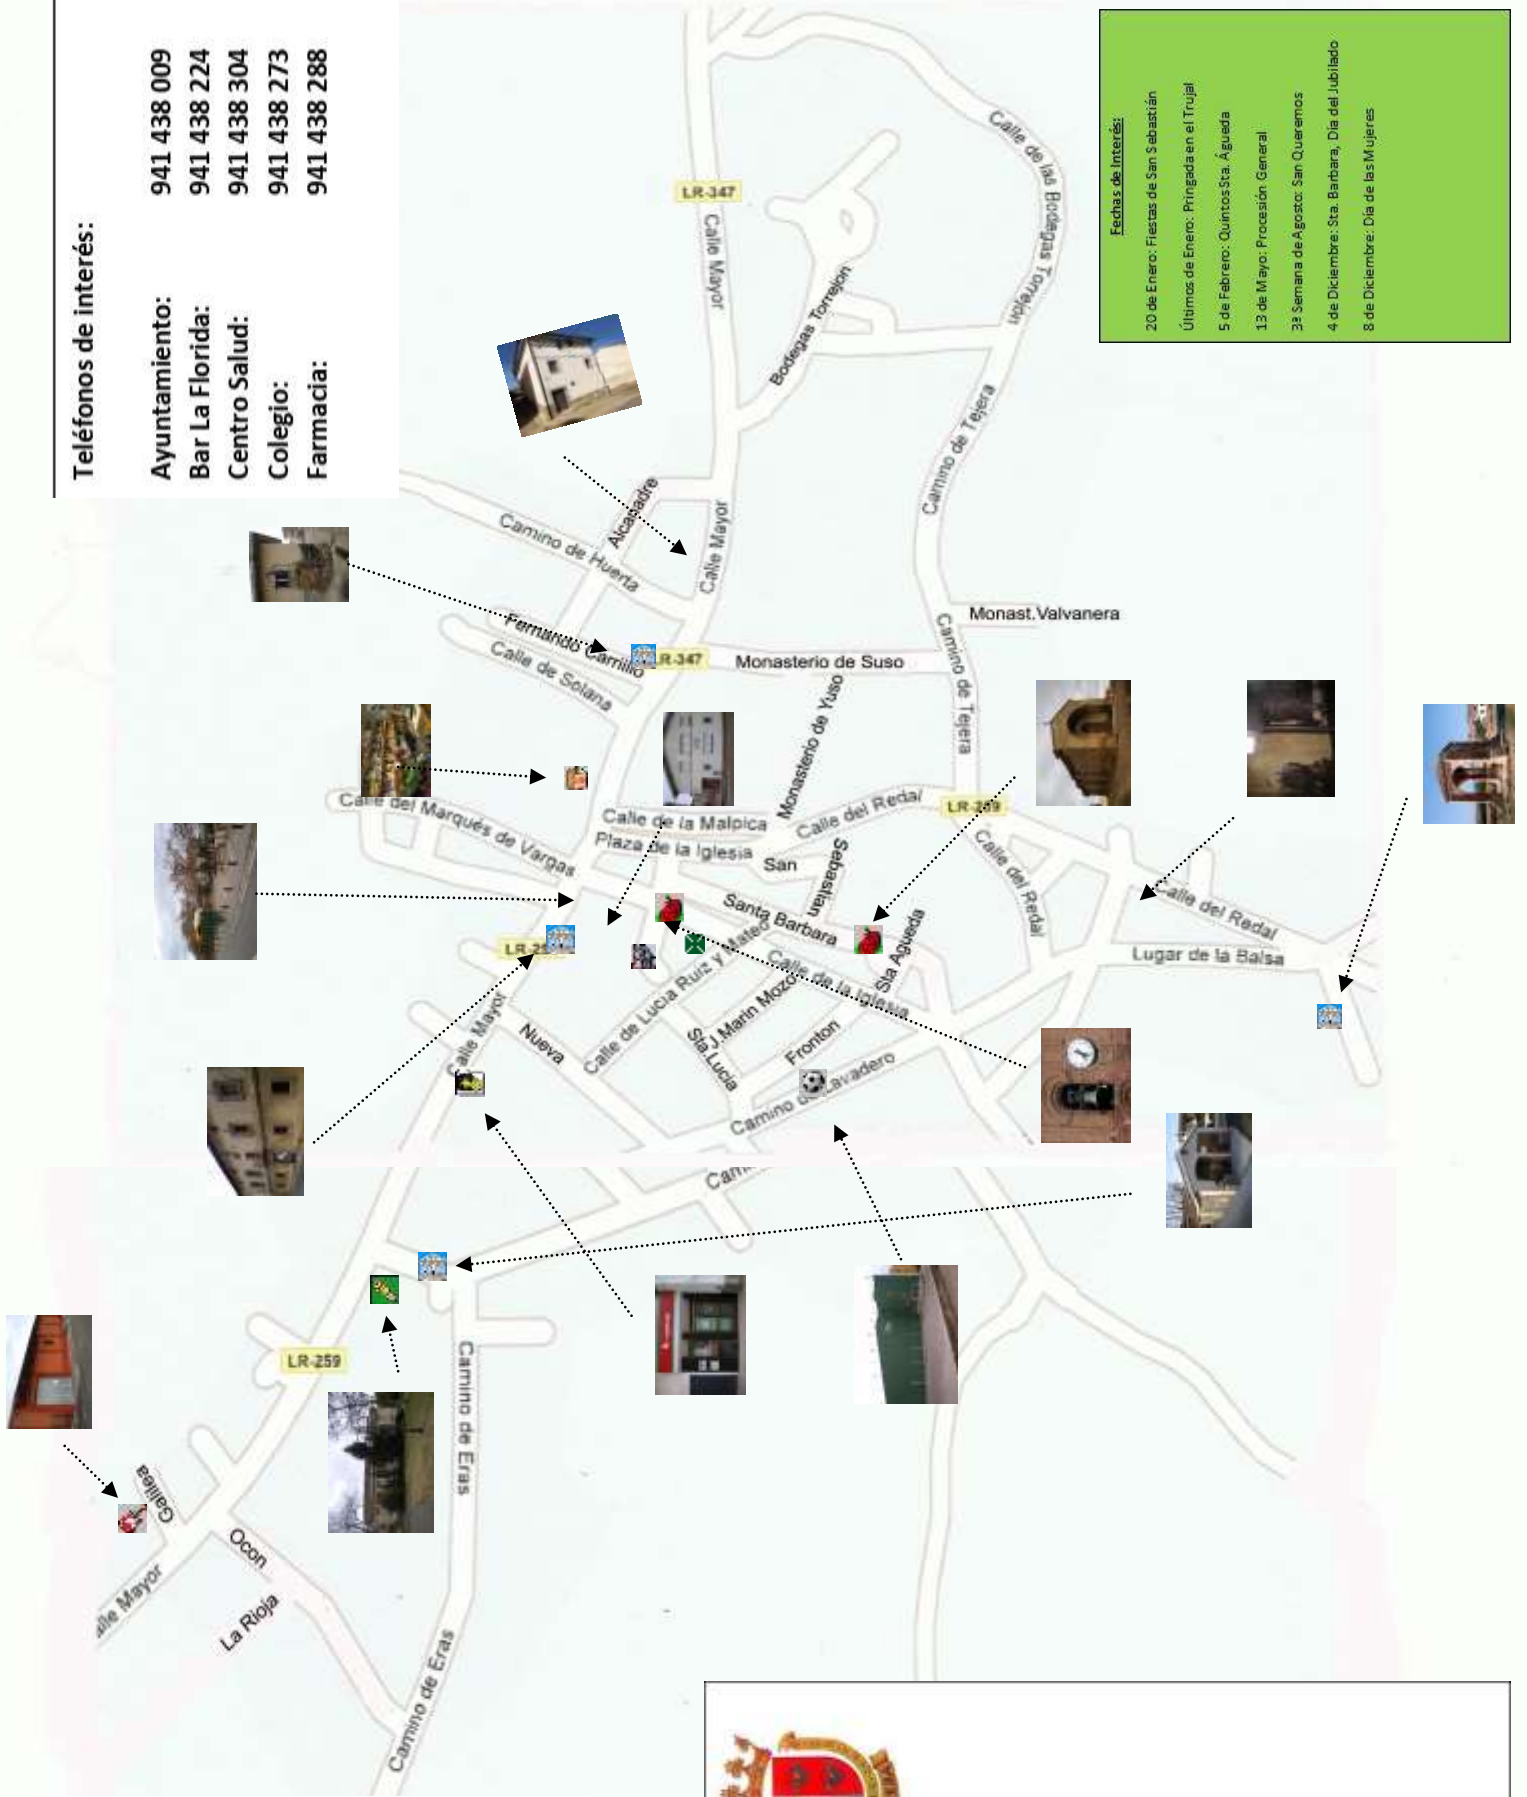 Teléfonos de interés:
Ayuntamiento: 941 438 009
Bar La Florida: 941 438 224
Centro Salud: 941 438 304
Colegio: 941 438 273
Farmacia: 941 438 288
Fechas de Interés:
20 de Enero: Fiestas de San Sebastián
Últimos de Enero: Pringada en el Trujal
5 de Febrero: Quintos Sta. Águeda
13 de Mayo: Procesión General
3ª Semana de Agosto: San Queremos
4 de Diciembre: Sta. Barbara, Día del Jubilado
8 de Diciembre: Día de las Mujeres
LR-347
Calle Mayor
Calle de las Bodegas Torrejón
Bodegas Torrejon
Camino de Tejera
Alcanadre
Camino de Huerta
Calle Mayor
Fernando Carrillo
Calle de Solana
LR-347
Monasterio de Suso
Monast.Valvanera
Camino de Tejera
Monasterio de Yuso
Calle del Marqués de Vargas
Calle de la Malpica
Plaza de la Iglesia
Calle del Redal
LR-259
San Sebastian
Santa Barbara
Calle del Redal
Calle del Redal
Lugar de la Balsa
Sta Agueda
Calle de la Iglesia
Calle de Lucia Ruiz y Mateo
J.Marin Mozo
Sta Lucia
Fronton
Camino de Lavadero
Nueva
Calle Mayor
LR-259
Camino de Eras
Galilea
Ocon
La Rioja
Calle Mayor
Camino de Eras